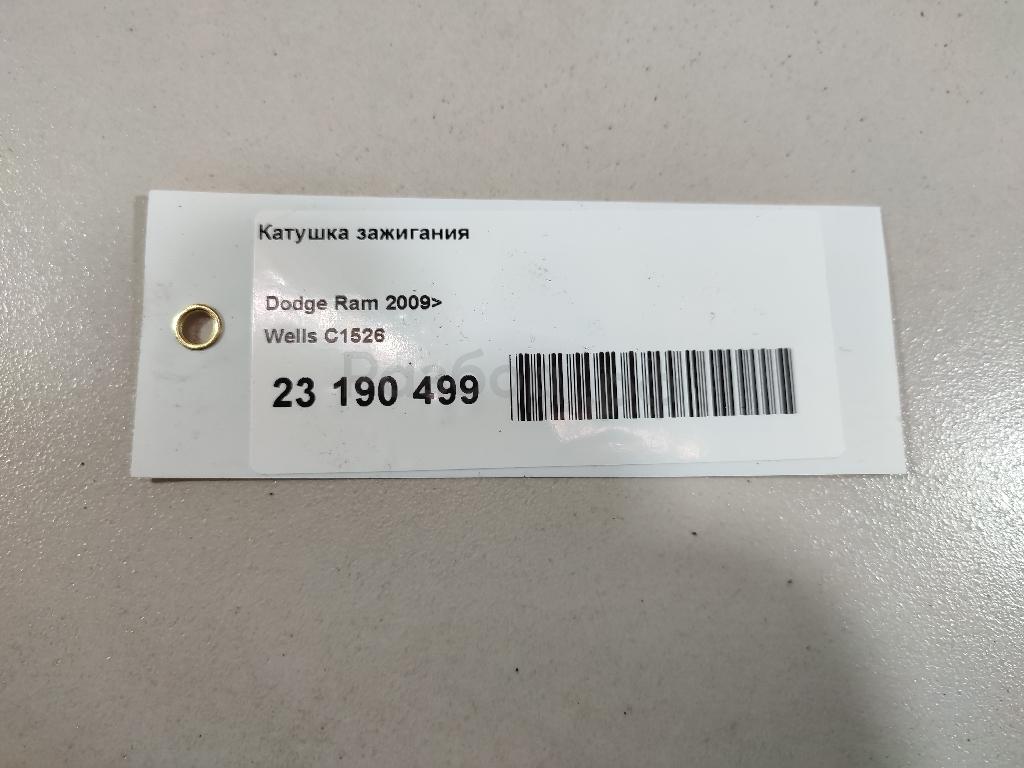 Катушка зажигания
Dodge Ram 2009>
Wells C1526
23 190 499